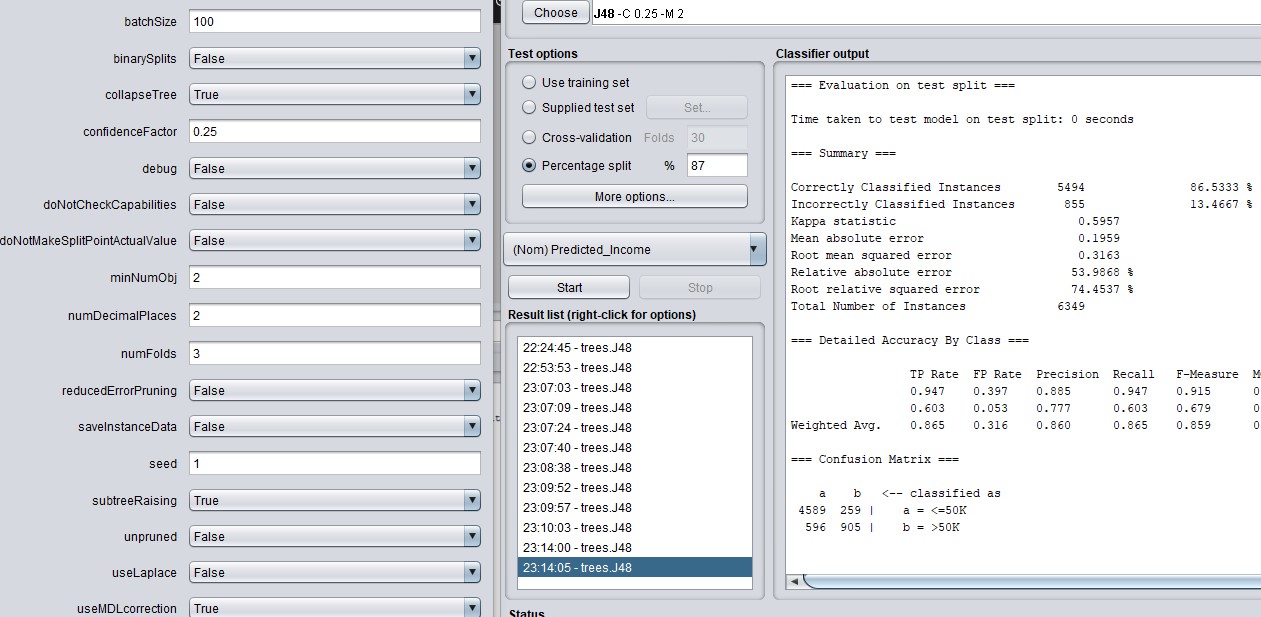 batchSize 100
binarySplits False
collapseTree True
confidenceFactor 0.25
debug False
doNotCheckCapabilities False
doNotMakeSplitPointActualValue False
minNumObj 2
numDecimalPlaces 2
numFolds 3
reducedErrorPruning False
saveInstanceData False
seed 1
subtreeRaising True
unpruned False
useLaplace False
useMDLcorrection True
Choose J48 -C 0.25 -M 2
Test options
Use training set
Supplied test set Set...
Cross-validation Folds 30
Percentage split % 87
More options...
(Nom) Predicted_Income
Start Stop
Result list (right-click for options)
22:24:45 - trees.J48
22:53:53 - trees.J48
23:07:03 - trees.J48
23:07:09 - trees.J48
23:07:24 - trees.J48
23:07:40 - trees.J48
23:08:38 - trees.J48
23:09:52 - trees.J48
23:09:57 - trees.J48
23:10:03 - trees.J48
23:14:00 - trees.J48
23:14:05 - trees.J48
Status
Classifier output
=== Evaluation on test split ===
Time taken to test model on test split: 0 seconds
=== Summary ===
Correctly Classified Instances 5494 86.5333 %
Incorrectly Classified Instances 855 13.4667 %
Kappa statistic 0.5957
Mean absolute error 0.1959
Root mean squared error 0.3163
Relative absolute error 53.9868 %
Root relative squared error 74.4537 %
Total Number of Instances 6349
=== Detailed Accuracy By Class ===
TP Rate FP Rate Precision Recall F-Measure
0.947 0.397 0.885 0.947 0.915 0
0.603 0.053 0.777 0.603 0.679 0
Weighted Avg. 0.865 0.316 0.860 0.865 0.859 0
=== Confusion Matrix ===
a b <-- classified as
4589 259 | a = <=50K
596 905 | b = >50K